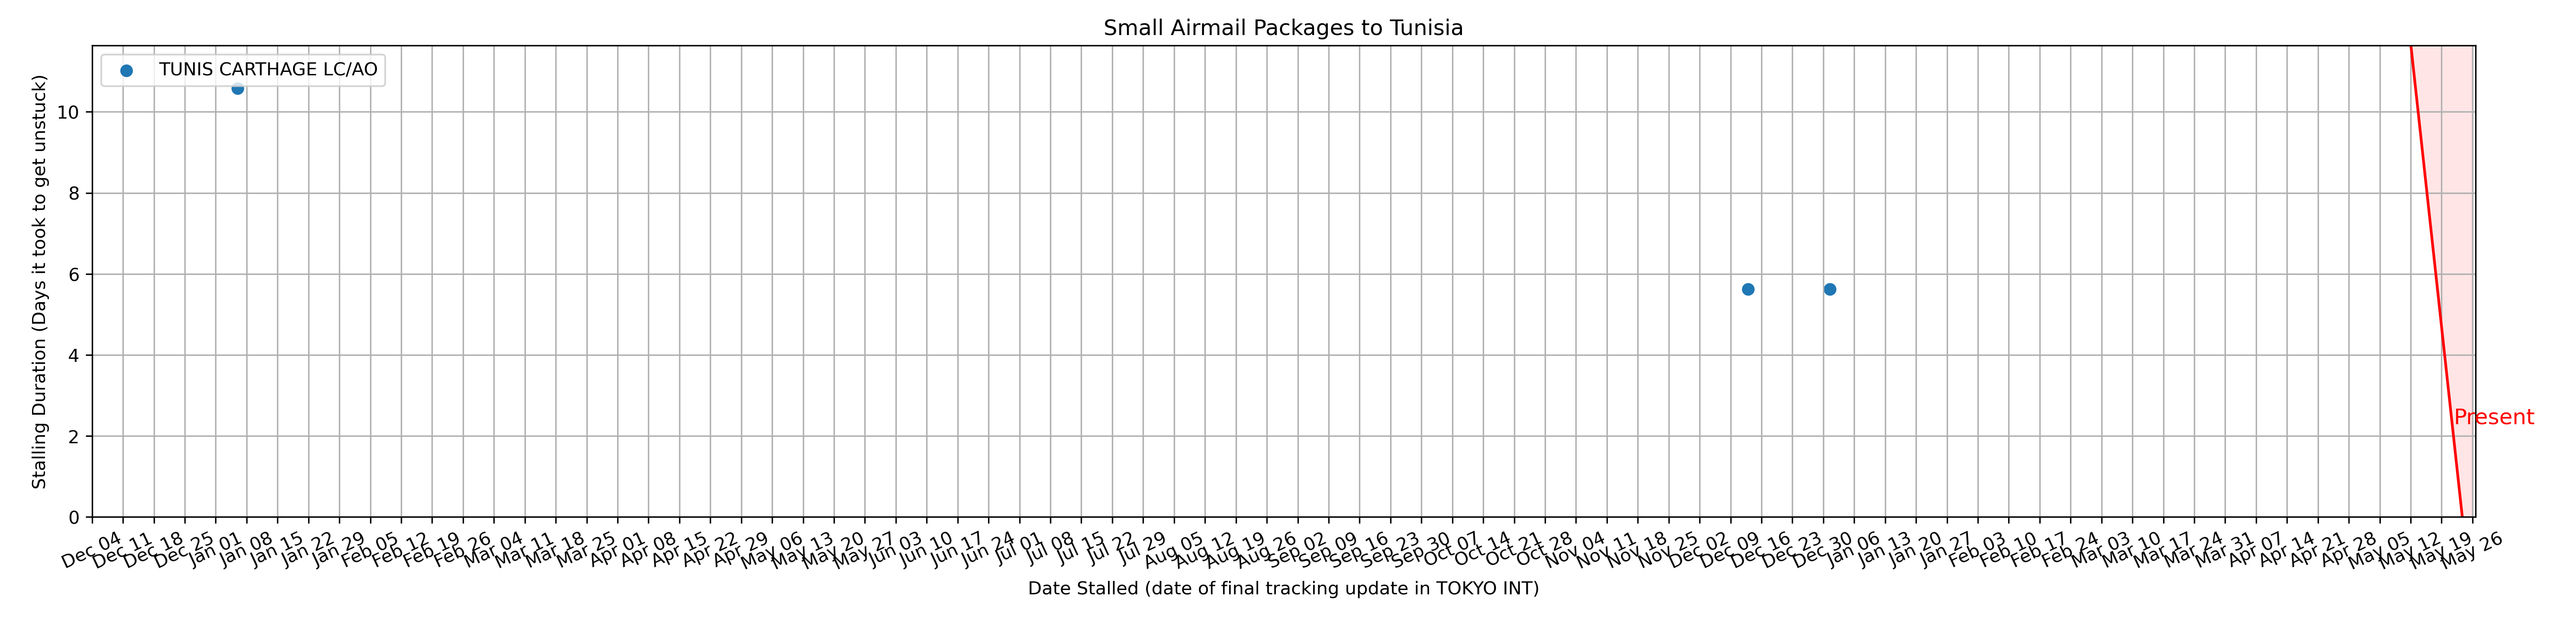 Small Airmail Packages to Tunisia
TUNIS CARTHAGE LC/AO
Stalling Duration (Days it took to get unstuck)
10
8
6
4
2
0
Present
Dec 04
Dec 11
Dec 18
Dec 25
Jan 01
Jan 08
Jan 15
Jan 22
Jan 29
Feb 05
Feb 12
Feb 19
Feb 26
Mar 04
Mar 11
Mar 18
Mar 25
Apr 01
Apr 08
Apr 15
Apr 22
Apr 29
May 06
May 13
May 20
May 27
Jun 03
Jun 10
Jun 17
Jun 24
Jul 01
Jul 08
Jul 15
Jul 22
Jul 29
Aug 05
Aug 12
Aug 19
Aug 26
Sep 02
Sep 09
Sep 16
Sep 23
Sep 30
Oct 07
Oct 14
Oct 21
Oct 28
Nov 04
Nov 11
Nov 18
Nov 25
Dec 02
Dec 09
Dec 16
Dec 23
Dec 30
Jan 06
Jan 13
Jan 20
Jan 27
Feb 03
Feb 10
Feb 17
Feb 24
Mar 03
Mar 10
Mar 17
Mar 24
Mar 31
Apr 07
Apr 14
Apr 21
Apr 28
May 05
May 12
May 19
May 26
Date Stalled (date of final tracking update in TOKYO INT)